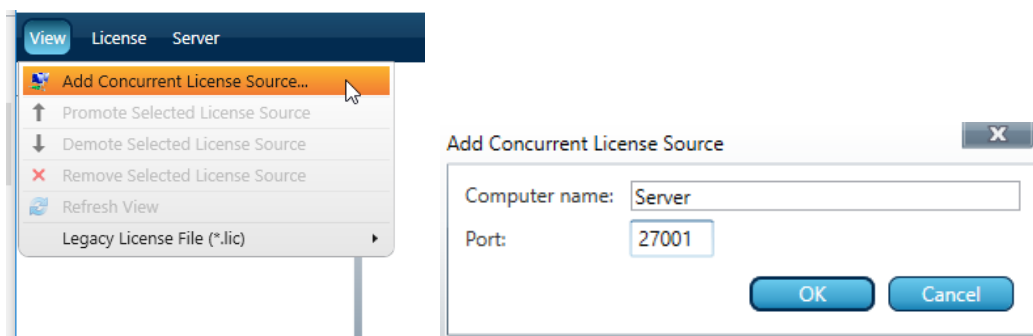 View License Server
Add Concurrent License Source...
Promote Selected License Source
Demote Selected License Source
Remove Selected License Source
Refresh View
Legacy License File (*.lic)
Add Concurrent License Source
X
Computer name: Server
Port: 27001
OK Cancel